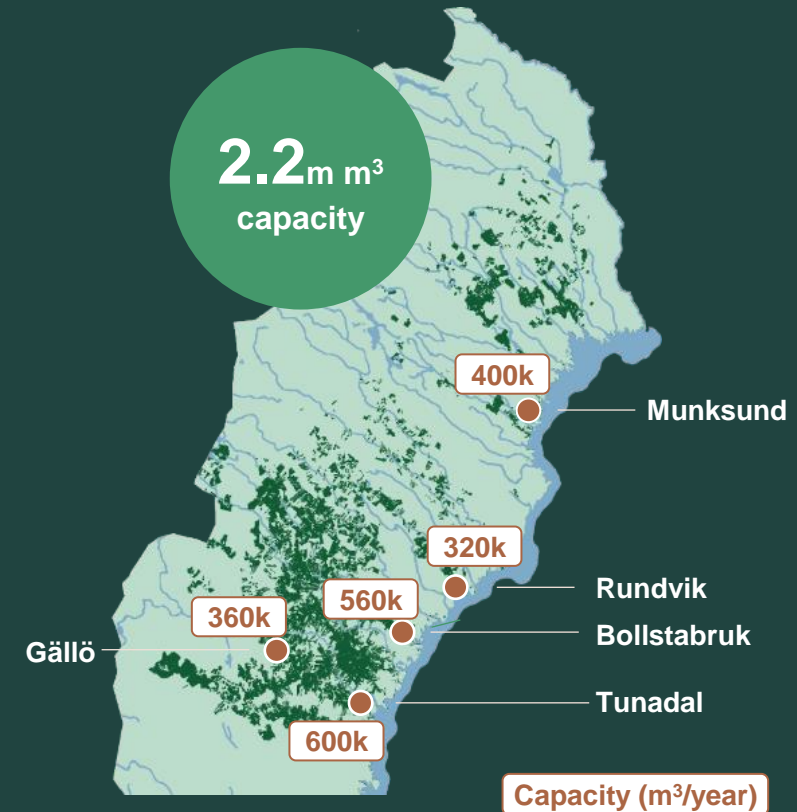 2.2m m³
capacity
400k
Munksund
320k
Rundvik
560k
Bollstabruk
360k
Gällö
Tunadal
600k
Capacity (m³/year)